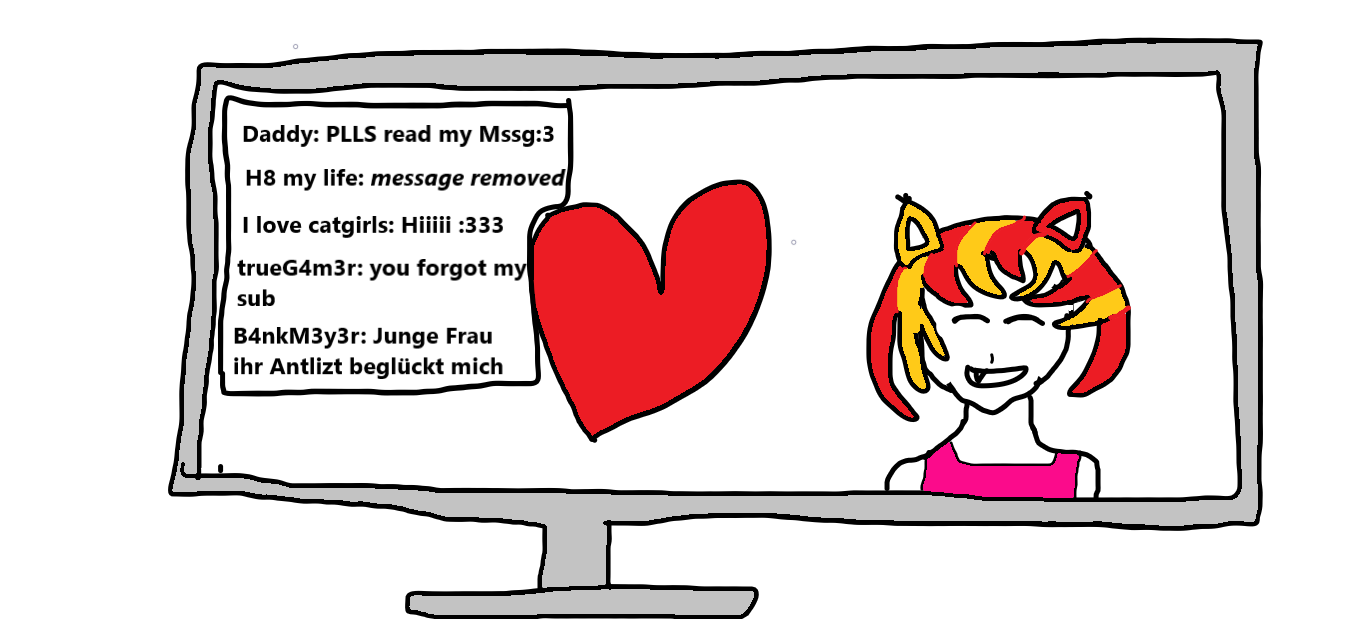 Daddy: PLLS read my Mssg:3
H8 my life: message removed
I love catgirls: Hiiiii :333
trueG4m3r: you forgot my
sub
B4nkM3y3r: Junge Frau
ihr Antlizt beglückt mich